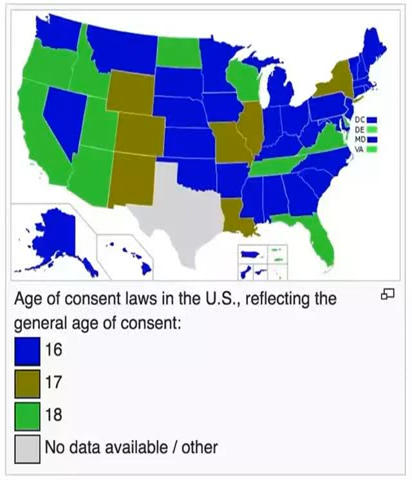 DC
DE
MD
VA
Age of consent laws in the U.S., reflecting the
general age of consent:
16
17
18
No data available / other